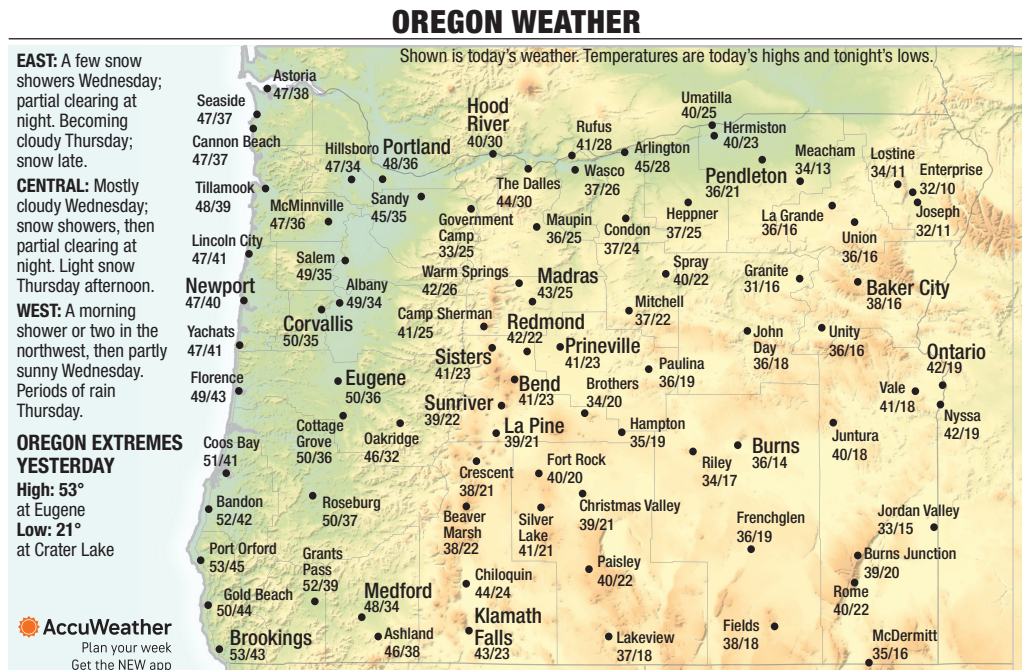 OREGON WEATHER
Shown is today's weather. Temperatures are today's highs and tonight's lows.
EAST: A few snow
showers Wednesday;
partial clearing at
night. Becoming
cloudy Thursday;
snow late.
CENTRAL: Mostly
cloudy Wednesday;
snow showers, then
partial clearing at
night. Light snow
Thursday afternoon.
WEST: A morning
shower or two in the
northwest, then partly
sunny Wednesday.
Periods of rain
Thursday.
OREGON EXTREMES
YESTERDAY
High: 53°
at Eugene
Low: 21°
at Crater Lake
AccuWeather
Plan your week
Get the NEW app
Astoria
47/38
Seaside
47/37
Cannon Beach
47/37
Hillsboro
47/34
Portland
48/36
Hood
River
40/30
Rufus
41/28
Umatilla
40/25
Hermiston
40/23
Arlington
45/28
Meacham
34/13
Lostine
34/11
Enterprise
32/10
Tillamook
48/39
McMinnville
47/36
Sandy
45/35
The Dalles
44/30
Wasco
37/26
Pendleton
36/21
Joseph
32/11
Government
Camp
33/25
Maupin
36/25
Condon
37/24
Heppner
37/25
La Grande
36/16
Union
36/16
Lincoln City
47/41
Salem
49/35
Warm Springs
42/26
Madras
43/25
Spray
40/22
Granite
31/16
Baker City
38/16
Newport
47/40
Albany
49/34
Corvallis
50/35
Camp Sherman
41/25
Redmond
42/22
Mitchell
37/22
Yachats
47/41
Sisters
41/23
Prineville
41/23
John
Day
36/18
Unity
36/16
Ontario
42/19
Florence
49/43
Eugene
50/36
Bend
41/23
Paulina
36/19
Brothers
34/20
Vale
41/18
Nyssa
42/19
Sunriver
39/22
Cottage
Grove
50/36
Oakridge
46/32
La Pine
39/21
Hampton
35/19
Burns
36/14
Juntura
40/18
Coos Bay
51/41
Crescent
38/21
Fort Rock
40/20
Riley
34/17
Bandon
52/42
Roseburg
50/37
Beaver
Marsh
38/22
Silver
Lake
41/21
Christmas Valley
39/21
Frenchglen
36/19
Jordan Valley
33/15
Port Orford
53/45
Grants
Pass
52/39
Chiloquin
44/24
Paisley
40/22
Burns Junction
39/20
Rome
40/22
Gold Beach
50/44
Medford
48/34
Klamath
Falls
43/23
Brookings
53/43
Ashland
46/38
Lakeview
37/18
Fields
38/18
McDermitt
35/16